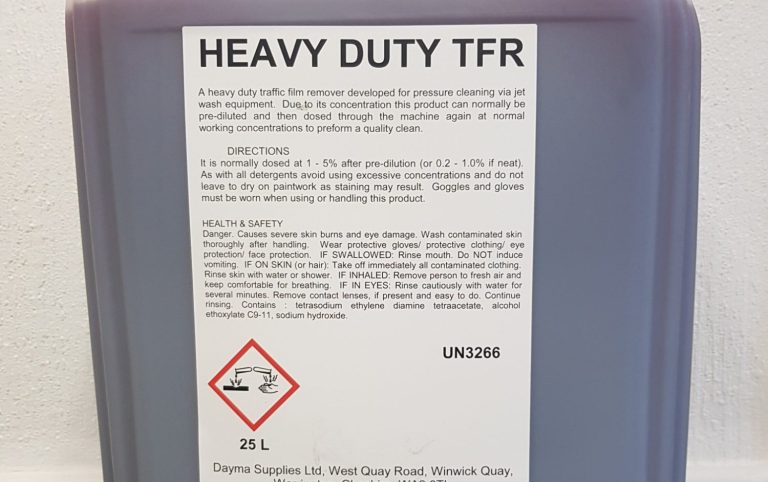 HEAVY DUTY TFR
A heavy duty traffic film remover developed for pressure cleaning via jet
wash equipment. Due to its concentration this product can normally be
pre-diluted and then dosed through the machine again at normal
working concentrations to preform a quality clean.
DIRECTIONS
It is normally dosed at 1 - 5% after pre-dilution (or 0.2 - 1.0% if neat).
As with all detergents avoid using excessive concentrations and do not
leave to dry on paintwork as staining may result. Goggles and gloves
must be worn when using or handling this product.
HEALTH & SAFETY
Danger. Causes severe skin burns and eye damage. Wash contaminated skin
thoroughly after handling. Wear protective gloves/ protective clothing/ eye
protection/ face protection. IF SWALLOWED: Rinse mouth. Do NOT induce
vomiting. IF ON SKIN (or hair): Take off immediately all contaminated clothing.
Rinse skin with water or shower. IF INHALED: Remove person to fresh air and
keep comfortable for breathing. IF IN EYES: Rinse cautiously with water for
several minutes. Remove contact lenses, if present and easy to do. Continue
rinsing. Contains : tetrasodium ethylene diamine tetraacetate, alcohol
ethoxylate C9-11, sodium hydroxide.
UN3266
25 L
Dayma Supplies Ltd, West Quay Road, Winwick Quay,